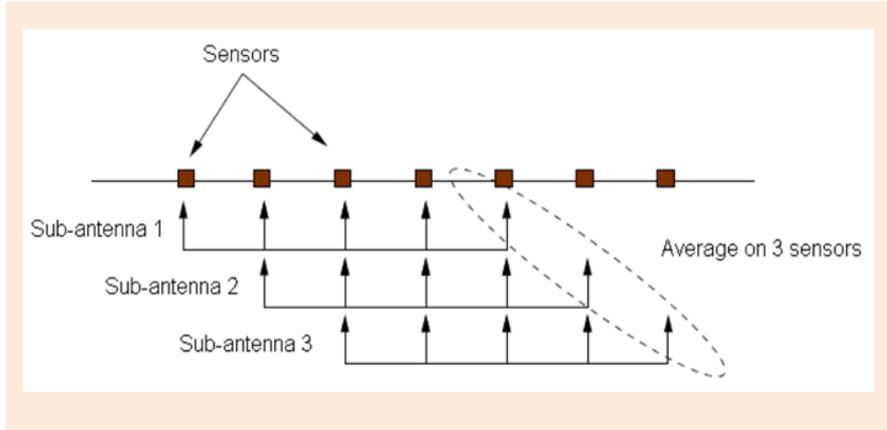 Sensors
Sub-antenna 1
Average on 3 sensors
Sub-antenna 2
Sub-antenna 3